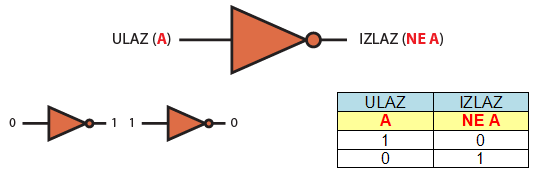 ULAZ (A) IZLAZ (NE A)
0 1 1 0
ULAZ IZLAZ
A NE A
1 0
0 1